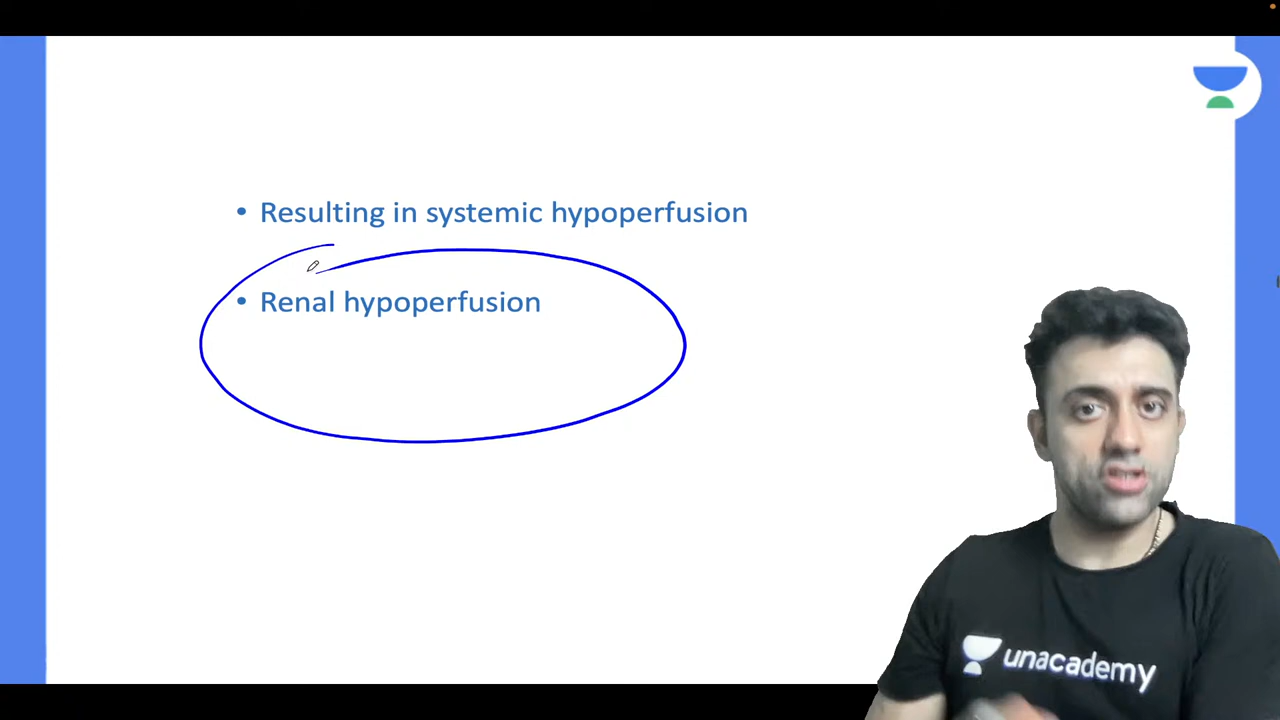 • Resulting in systemic hypoperfusion
• Renal hypoperfusion
unacademy